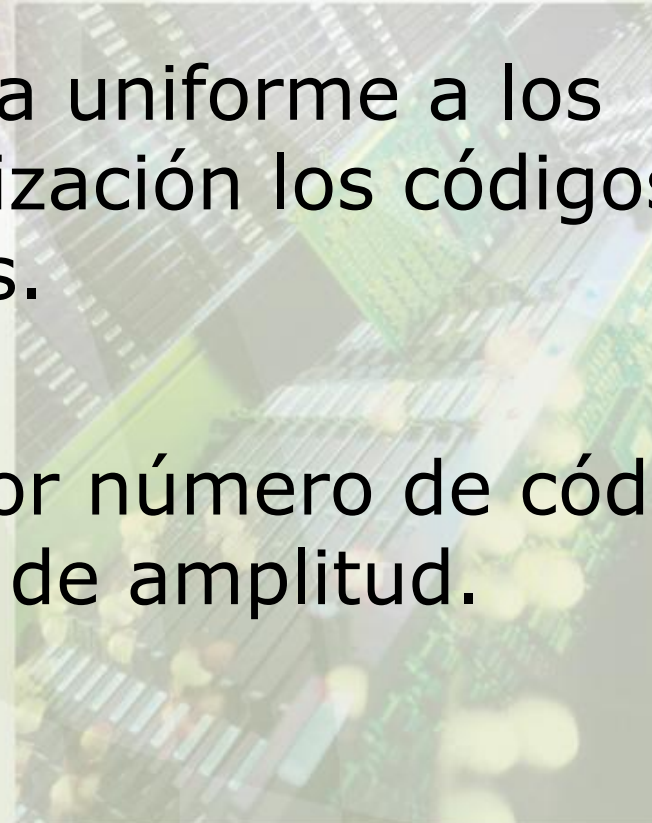 a uniforme a los
ización los códigos
s.
or número de cód
de amplitud.